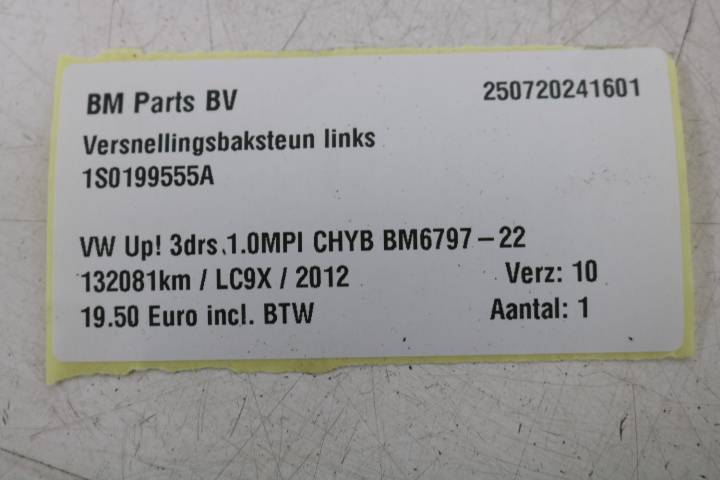 BM Parts BV 250720241601
Versnellingsbaksteun links
1S0199555A
VW Up! 3drs. 1.0MPI CHYB BM6797-22
132081km / LC9X / 2012 Verz: 10
19.50 Euro incl. BTW Aantal: 1